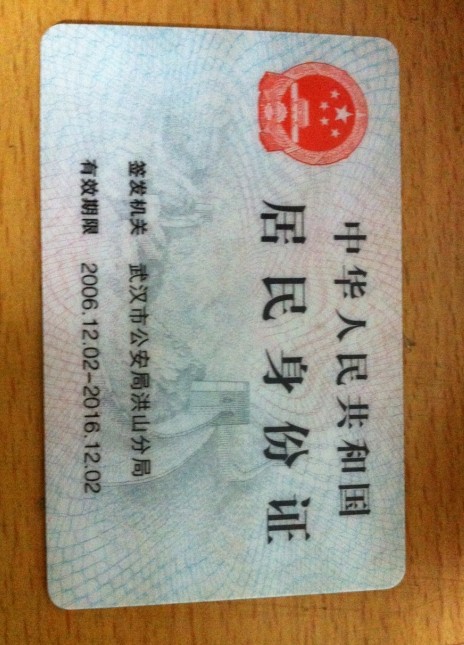 中华人民共和国
居民身份证
签发机关 武汉市公安局洪山分局
有效期限 2006.12.02-2016.12.02